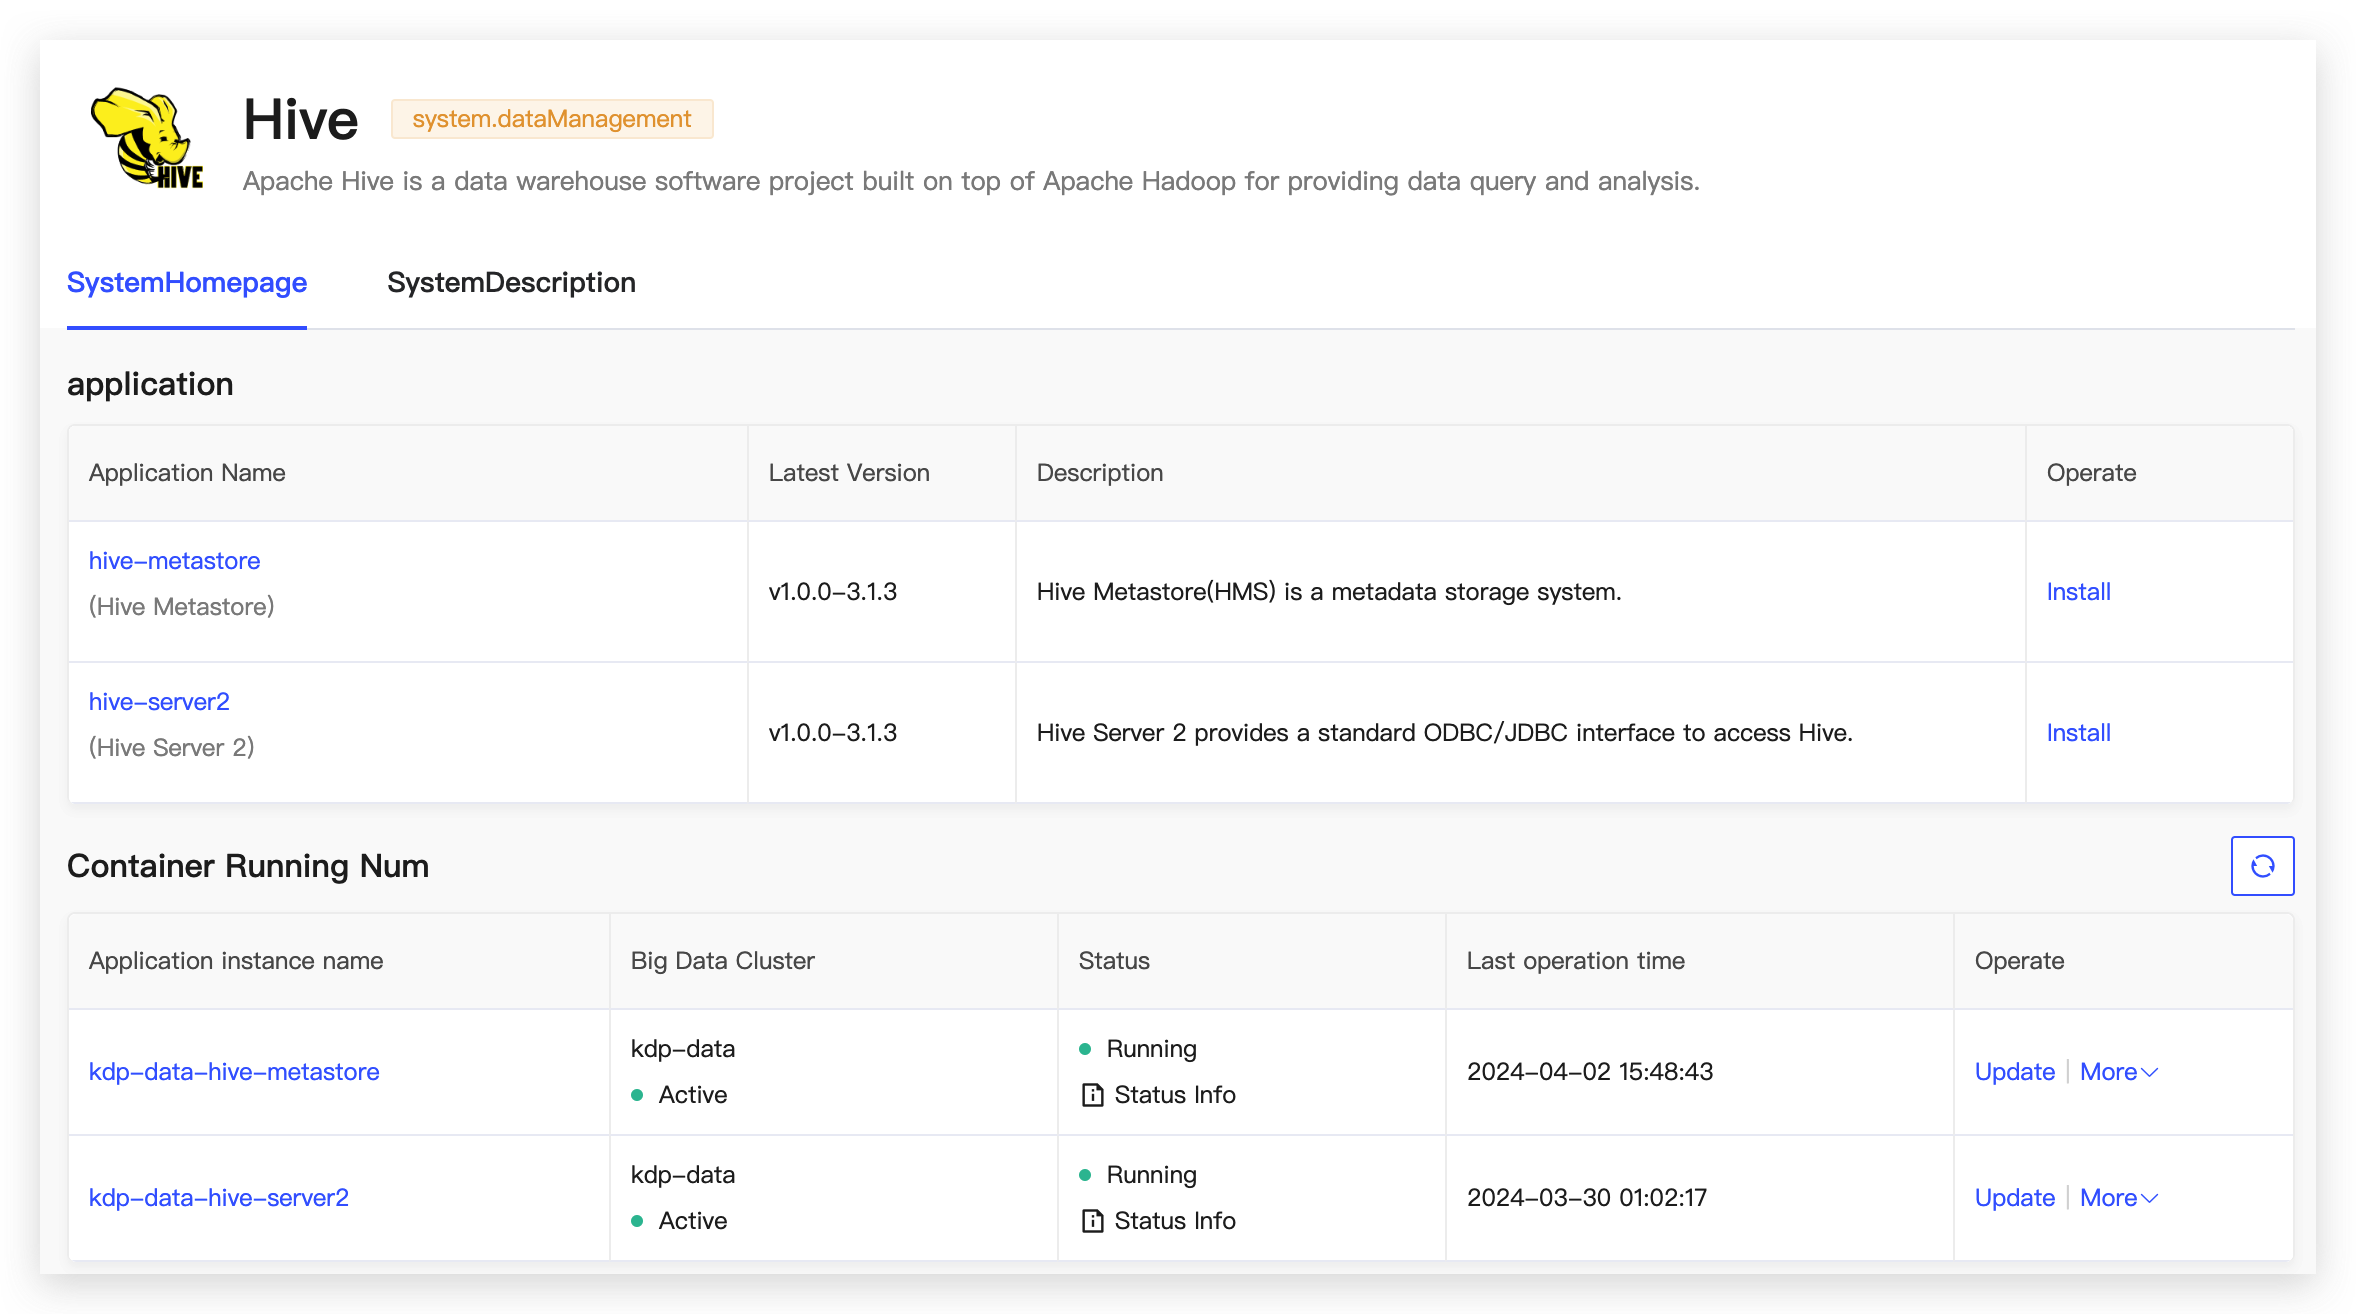 HIVE
Hive system.dataManagement
Apache Hive is a data warehouse software project built on top of Apache Hadoop for providing data query and analysis.
SystemHomepage SystemDescription
application
Application Name Latest Version Description Operate
hive-metastore
(Hive Metastore)
v1.0.0-3.1.3 Hive Metastore(HMS) is a metadata storage system. Install
hive-server2
(Hive Server 2)
v1.0.0-3.1.3 Hive Server 2 provides a standard ODBC/JDBC interface to access Hive. Install
Container Running Num
Application instance name Big Data Cluster Status Last operation time Operate
kdp-data-hive-metastore
kdp-data
Active
Running
Status Info
2024-04-02 15:48:43
Update More
kdp-data-hive-server2
kdp-data
Active
Running
Status Info
2024-03-30 01:02:17
Update More